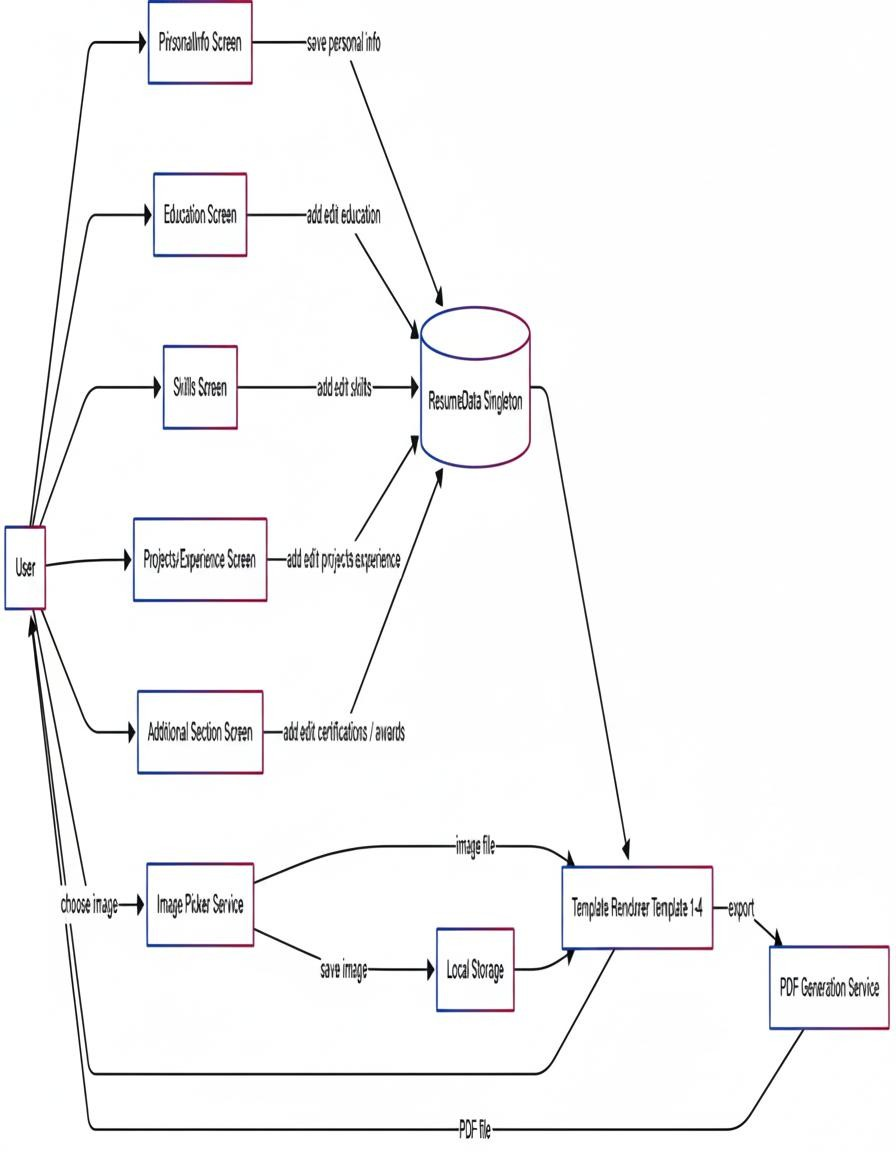 PirsonalInfo Screen
save personal info
Education Screen
add edit education
Skills Screen
add edit skills
ResumeData Singleton
User
Projects/Experience Screen
add edit projects experience
Additional Section Screen
add edit certifications / awards
image file
choose image
Image Picker Service
Template Renderer Template 1-4
export
save image
Local Storage
PDF Generation Service
PDF file